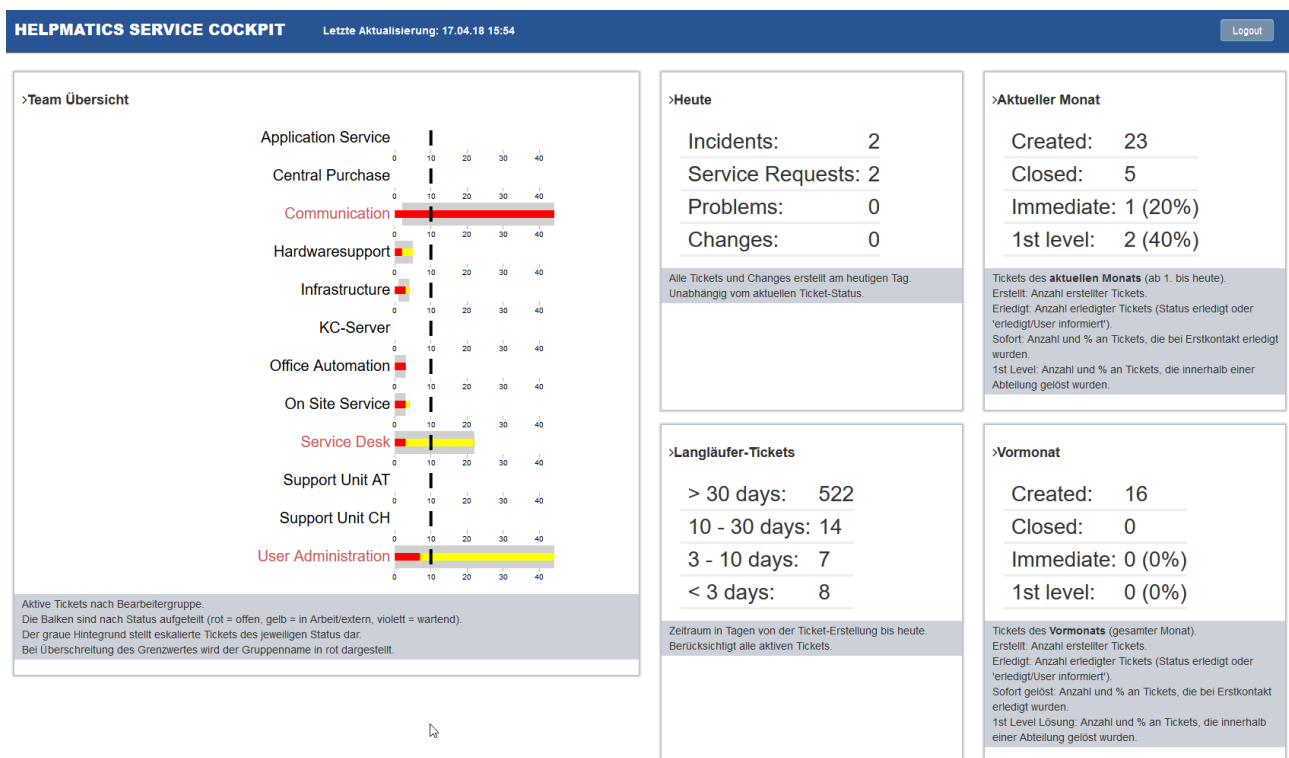 HELPMATICS SERVICE COCKPIT
Letzte Aktualisierung: 17.04.18 15:54
Logout
>Team Übersicht
Application Service
0 10 20 30 40
Central Purchase
0 10 20 30 40
Communication
0 10 20 30 40
Hardwaresupport
0 10 20 30 40
Infrastructure
0 10 20 30 40
KC-Server
0 10 20 30 40
Office Automation
0 10 20 30 40
On Site Service
0 10 20 30 40
Service Desk
0 10 20 30 40
Support Unit AT
0 10 20 30 40
Support Unit CH
0 10 20 30 40
User Administration
0 10 20 30 40
Aktive Tickets nach Bearbeitergruppe.
Die Balken sind nach Status aufgeteilt (rot = offen, gelb = in Arbeit/extern, violett = wartend).
Der graue Hintegrund stellt eskalierte Tickets des jeweiligen Status dar.
Bei Überschreitung des Grenzwertes wird der Gruppenname in rot dargestellt.
>Heute
Incidents: 2
Service Requests: 2
Problems: 0
Changes: 0
Alle Tickets und Changes erstellt am heutigen Tag.
Unabhängig vom aktuellen Ticket-Status.
>Aktueller Monat
Created: 23
Closed: 5
Immediate: 1 (20%)
1st level: 2 (40%)
Tickets des aktuellen Monats (ab 1. bis heute).
Erstellt: Anzahl erstellter Tickets.
Erledigt: Anzahl erledigter Tickets (Status erledigt oder
'erledigt/User informiert').
Sofort: Anzahl und % an Tickets, die bei Erstkontakt erledigt
wurden.
1st Level: Anzahl und % an Tickets, die innerhalb einer
Abteilung gelöst wurden.
>Langläufer-Tickets
> 30 days: 522
10 - 30 days: 14
3 - 10 days: 7
< 3 days: 8
Zeitraum in Tagen von der Ticket-Erstellung bis heute.
Berücksichtigt alle aktiven Tickets.
>Vormonat
Created: 16
Closed: 0
Immediate: 0 (0%)
1st level: 0 (0%)
Tickets des Vormonats (gesamter Monat).
Erstellt: Anzahl erstellter Tickets.
Erledigt: Anzahl erledigter Tickets (Status erledigt oder
'erledigt/User informiert').
Sofort gelöst: Anzahl und % an Tickets, die bei Erstkontakt
erledigt wurden.
1st Level Lösung: Anzahl und % an Tickets, die innerhalb
einer Abteilung gelöst wurden.